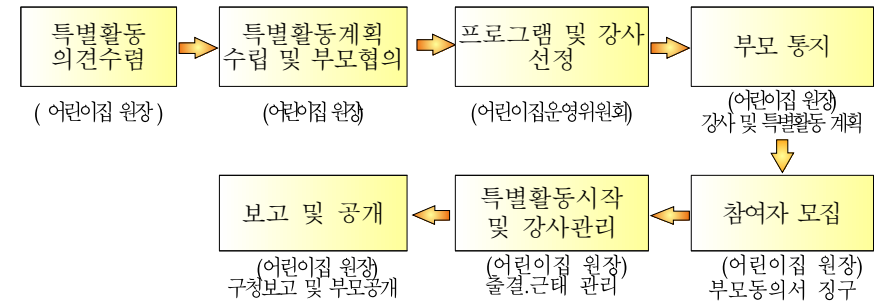 특별활동
의견수렴
( 어린이집 원장 )
특별활동계획
수립 및 부모협의
(어린이집 원장)
프로그램 및 강사
선정
(어린이집운영위원회)
부모 통지
(어린이집 원장)
강사 및 특별활동 계획
참여자 모집
(어린이집 원장)
부모동의서 징구
특별활동시작
및 강사관리
(어린이집 원장)
출결.근태 관리
보고 및 공개
(어린이집 원장)
구청보고 및 부모공개